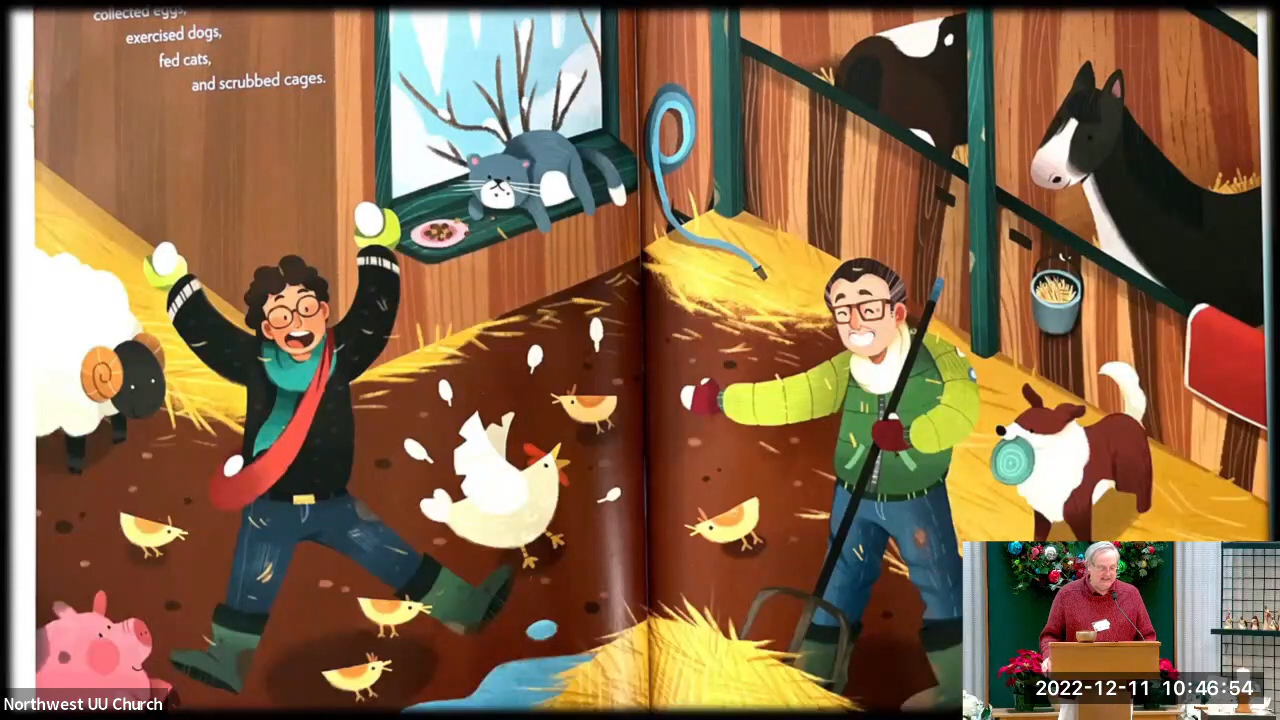 collected eggs,
exercised dogs,
fed cats,
and scrubbed cages.
Northwest UU Church
2022-12-11 10:46:54